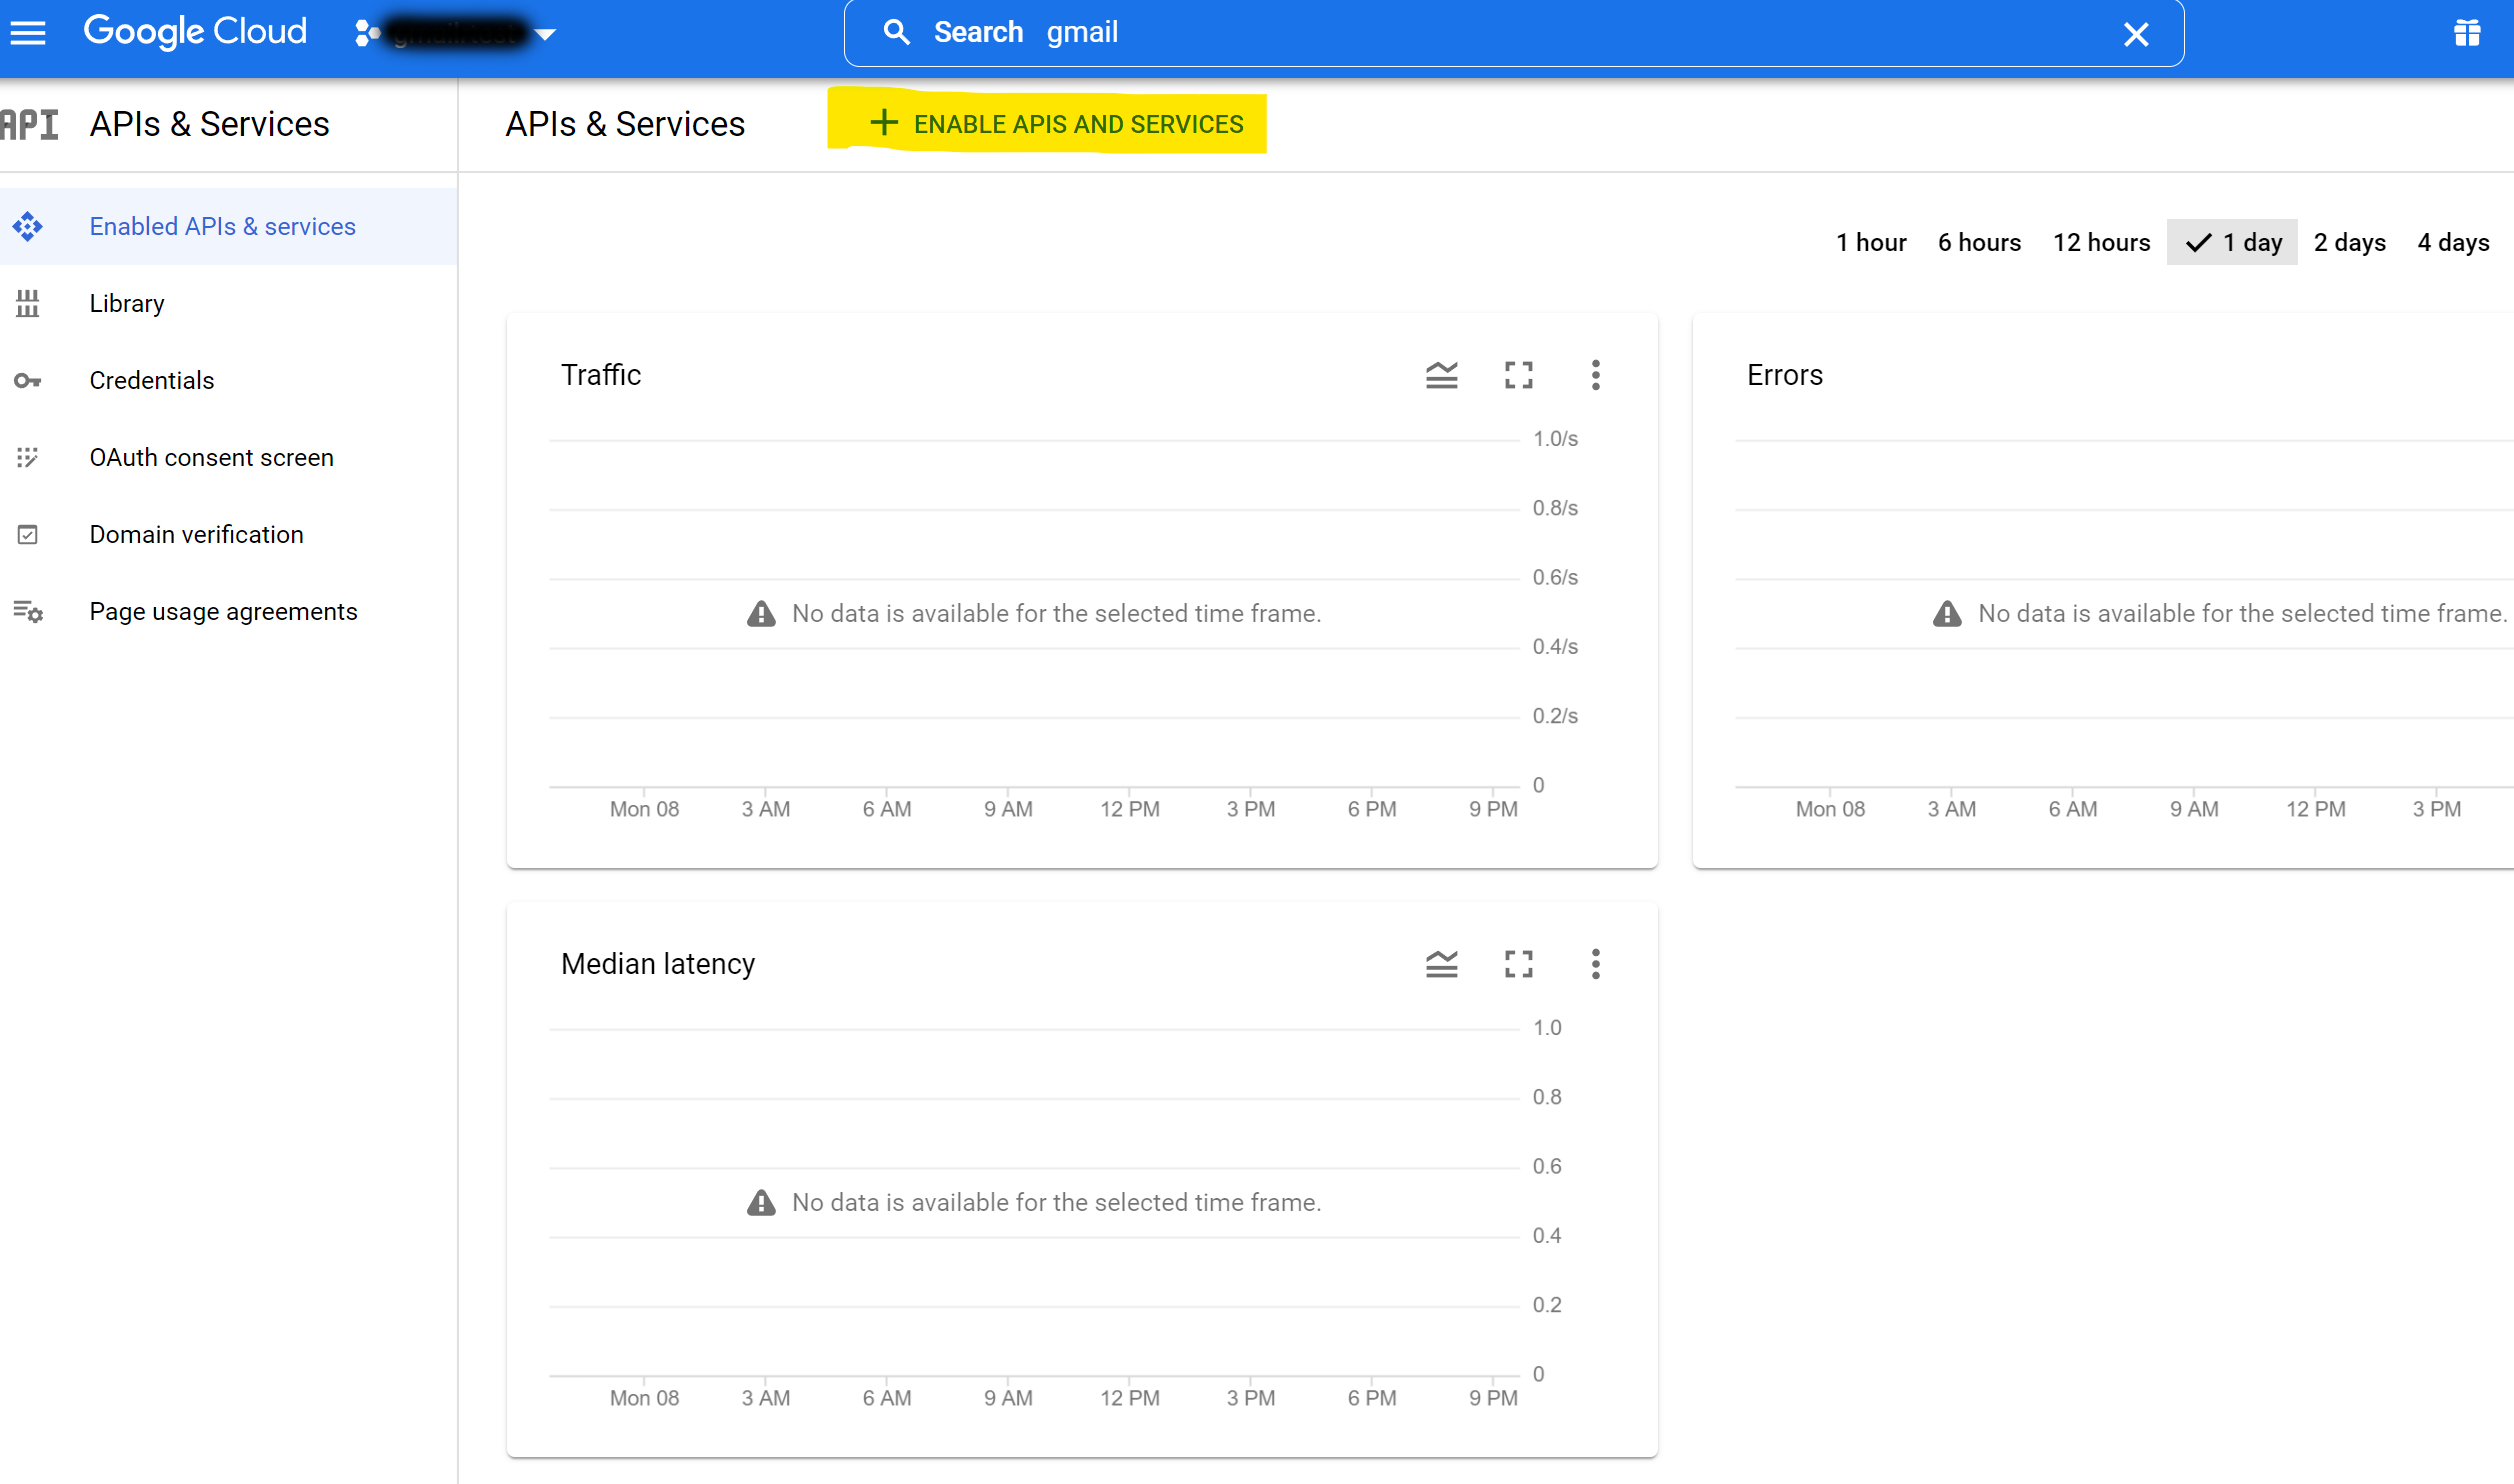 Google Cloud
Search gmail
API APIs & Services
APIs & Services
+ ENABLE APIS AND SERVICES
Enabled APIs & services
Library
Credentials
OAuth consent screen
Domain verification
Page usage agreements
1 hour 6 hours 12 hours 1 day 2 days 4 days
Traffic
1.0/s
0.8/s
0.6/s
No data is available for the selected time frame.
0.4/s
0.2/s
0
Mon 08 3 AM 6 AM 9 AM 12 PM 3 PM 6 PM 9 PM
Errors
No data is available for the selected time frame.
Mon 08 3 AM 6 AM 9 AM 12 PM 3 PM
Median latency
1.0
0.8
0.6
No data is available for the selected time frame.
0.4
0.2
0
Mon 08 3 AM 6 AM 9 AM 12 PM 3 PM 6 PM 9 PM